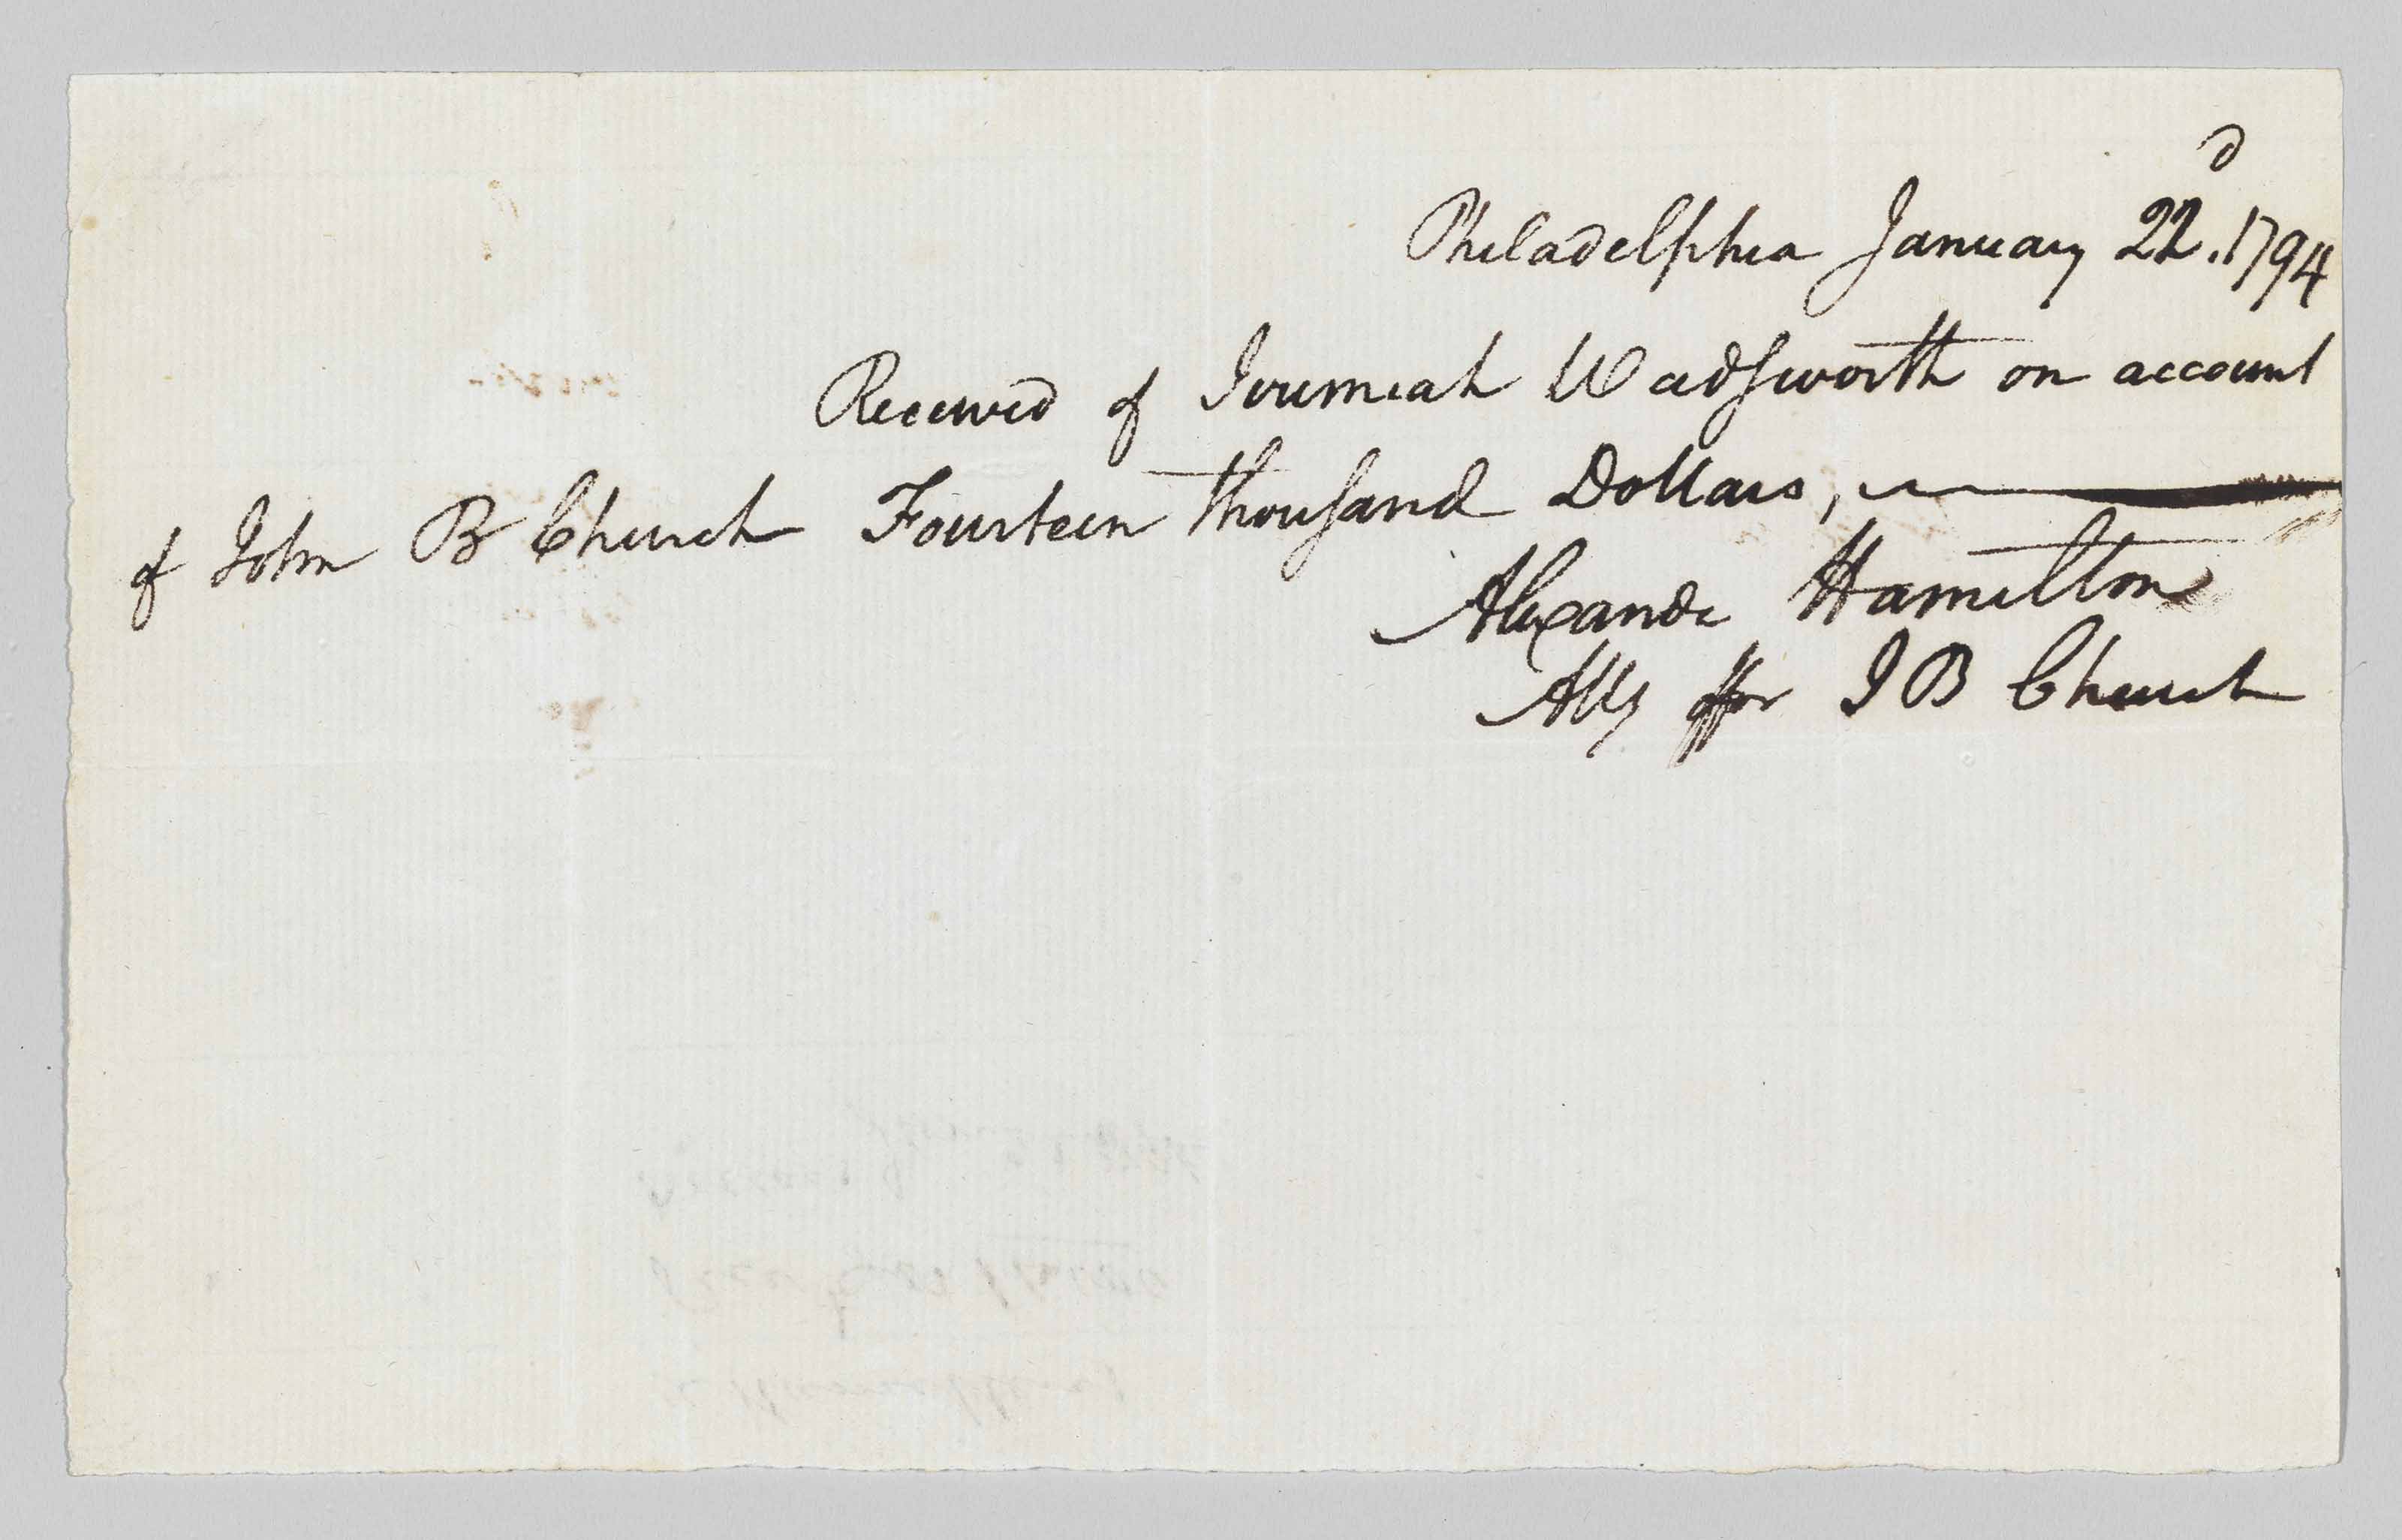 Philadelphia January 22d. 1794
Received of Jeremiah Wadsworth on account
of John B Church Fourteen thousand Dollars,
Alexander Hamilton
Atty for J B Church